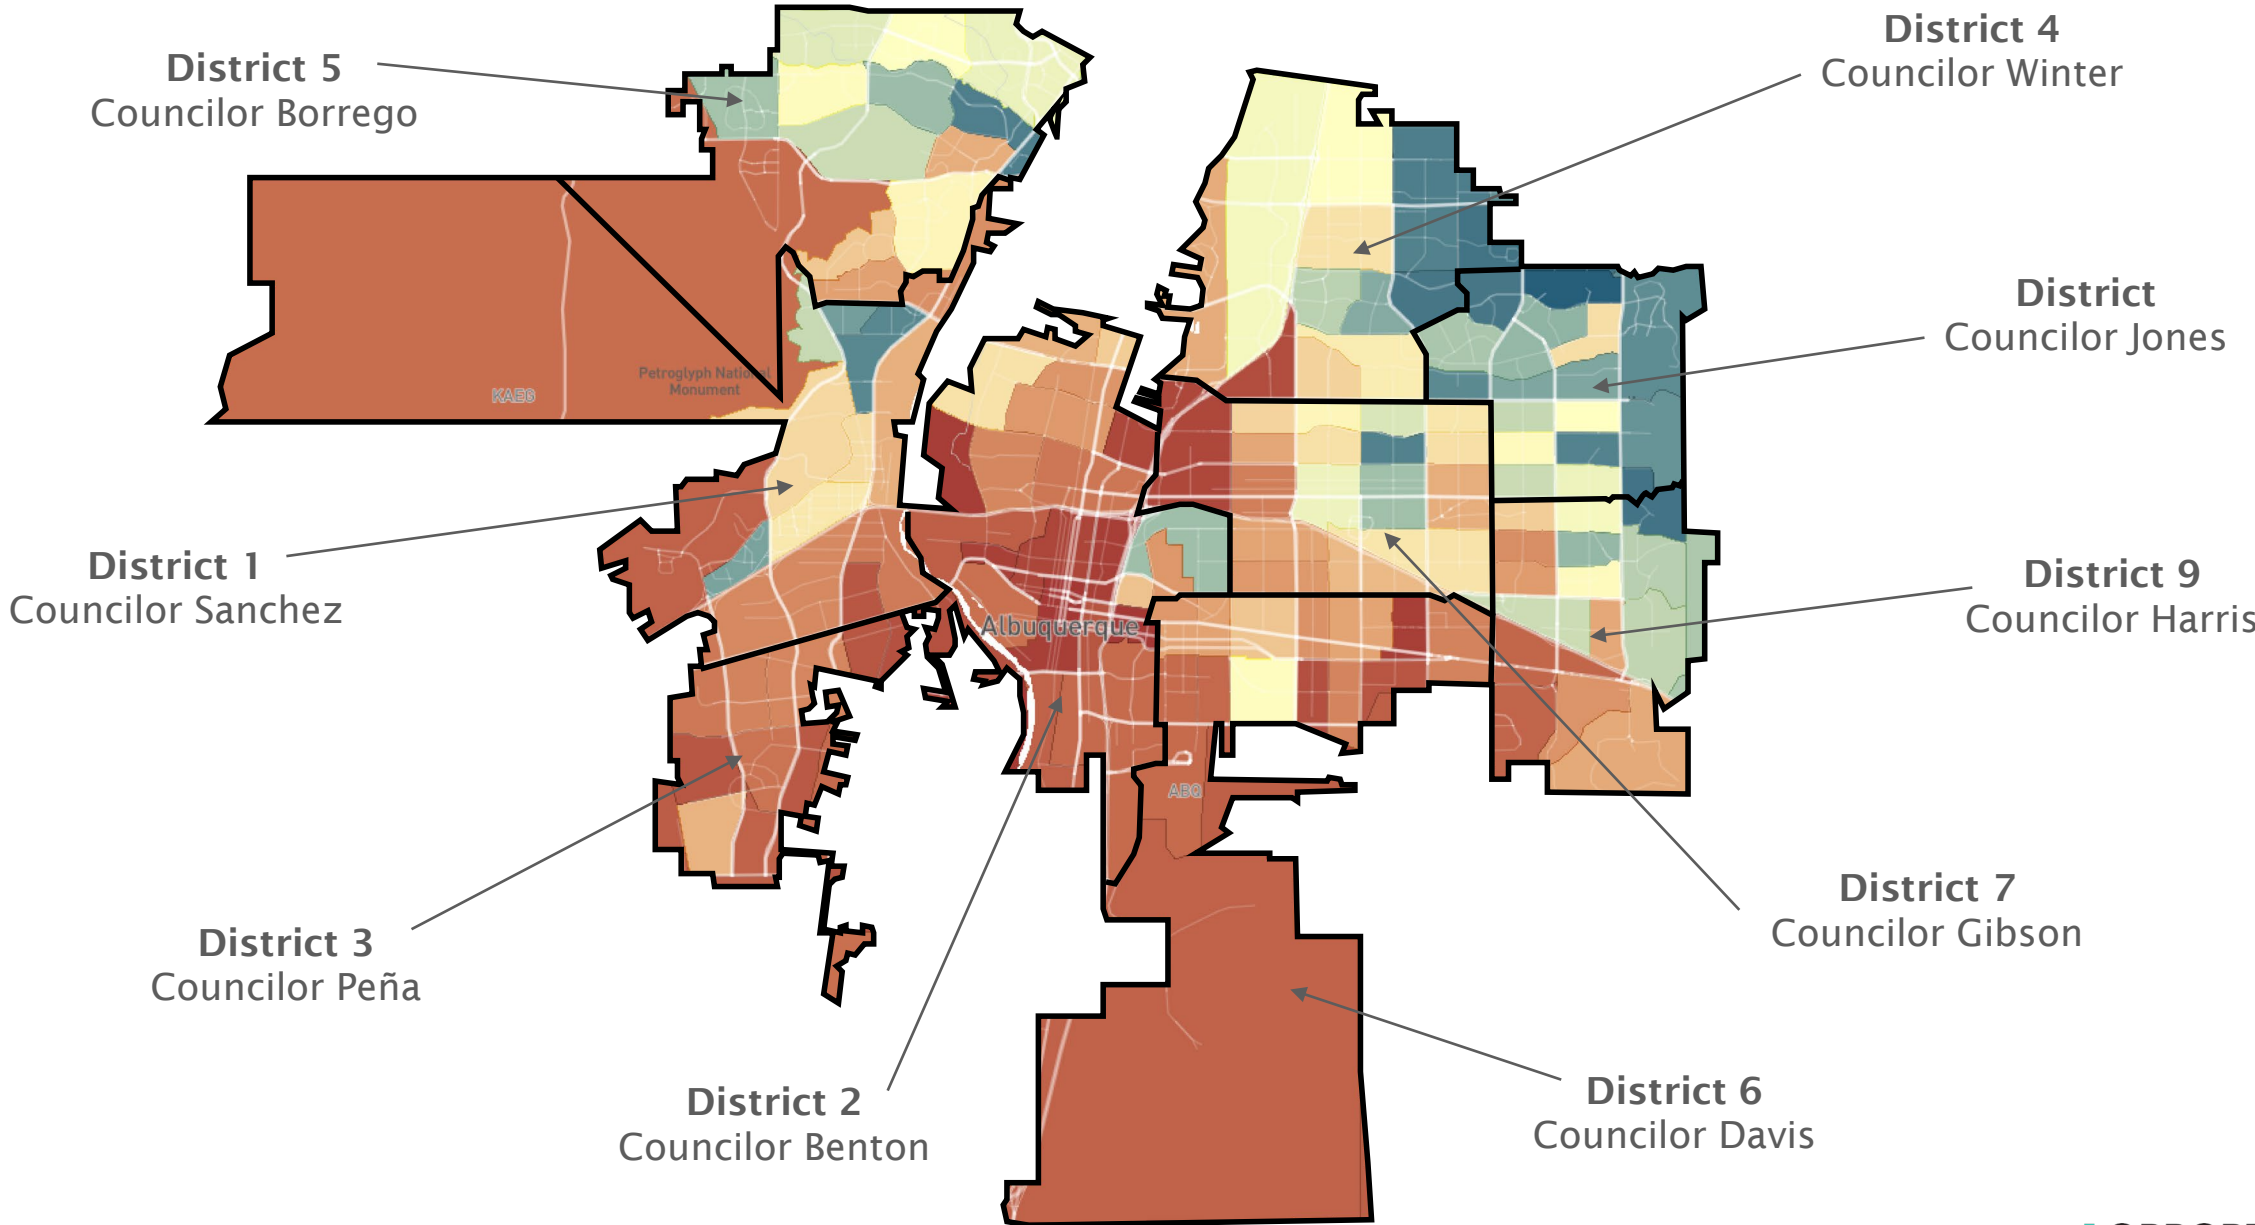 District 5
Councilor Borrego
District 4
Councilor Winter
District
Councilor Jones
Petroglyph National
Monument
KAEG
District 1
Councilor Sanchez
District 9
Councilor Harris
Albuquerque
ABQ
District 7
Councilor Gibson
District 3
Councilor Peña
District 2
Councilor Benton
District 6
Councilor Davis